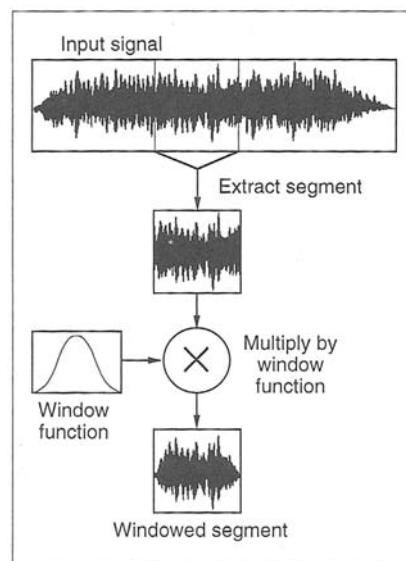 Input signal
Extract segment
Multiply by
window
function
Window
function
Windowed segment